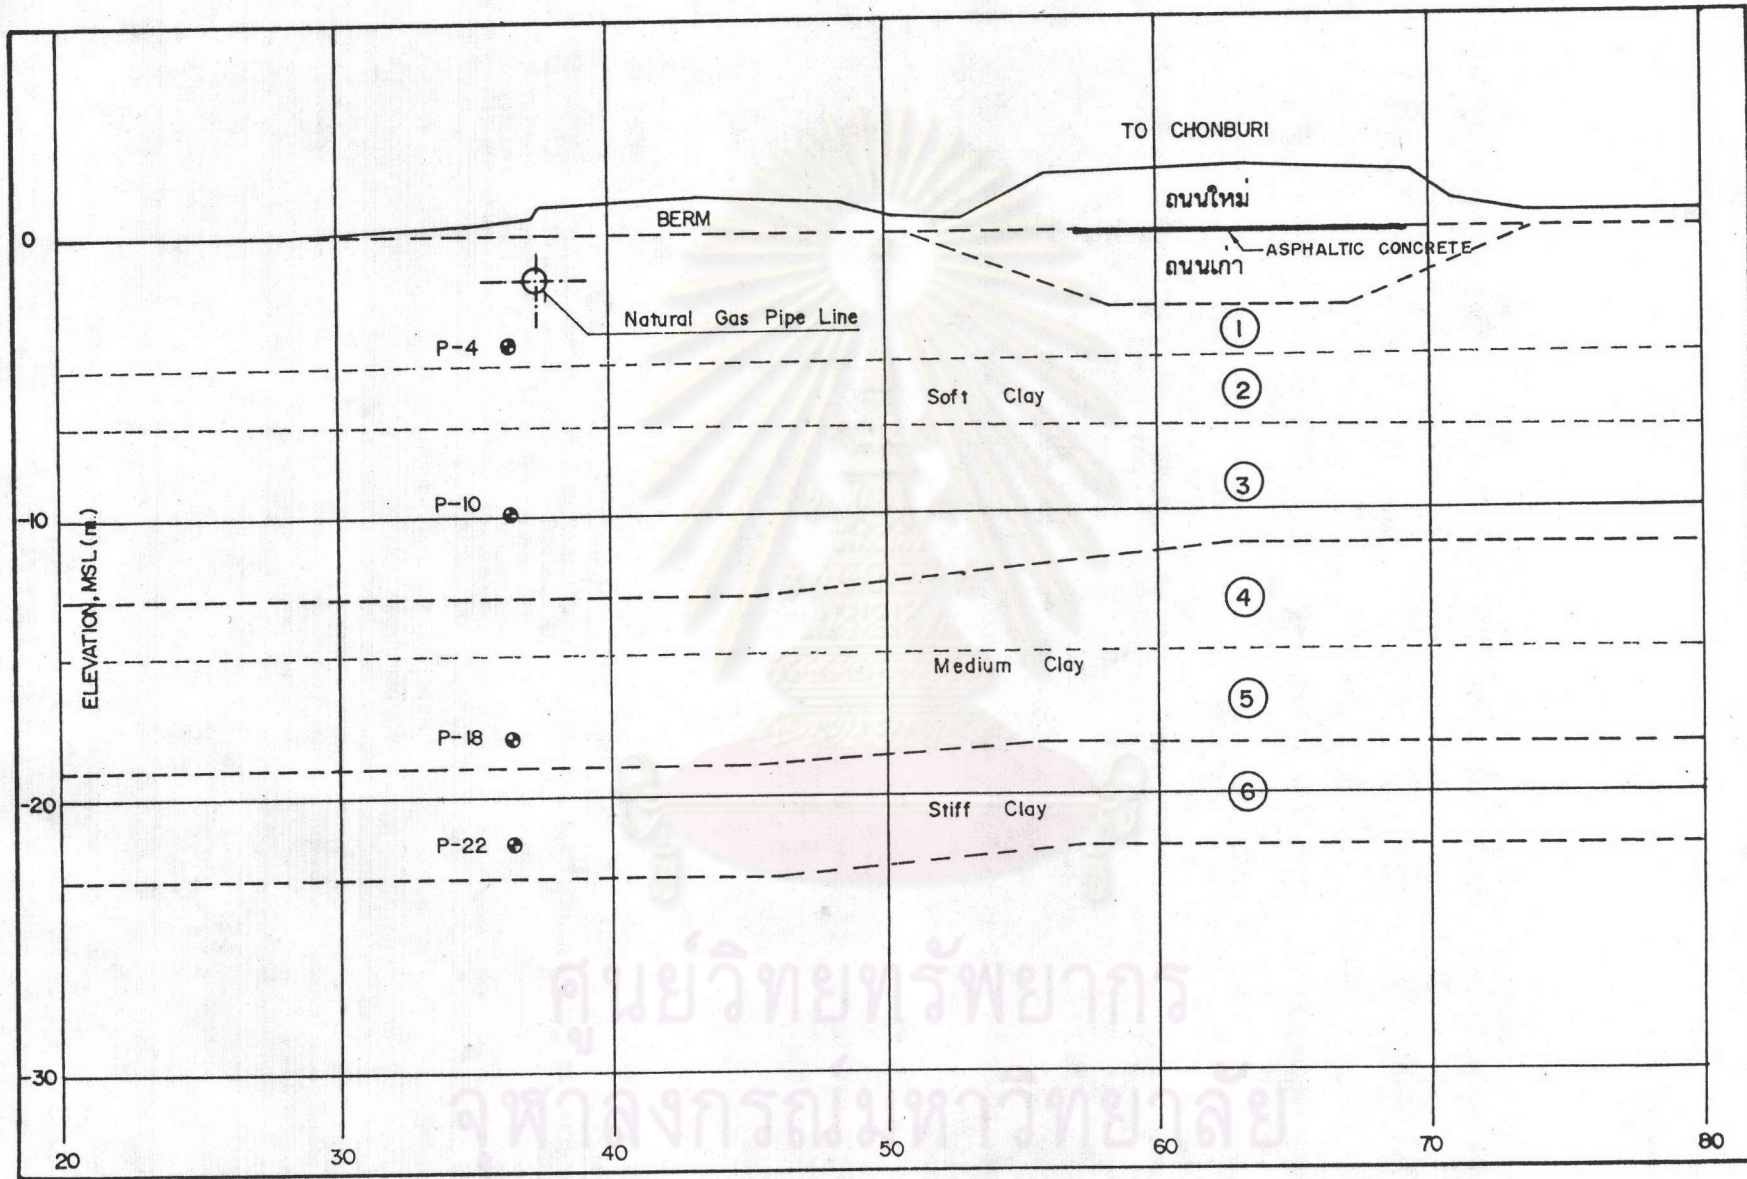 TO CHONBURI
ถนนใหม่
BERM
0
ASPHALTIC CONCRETE
ถนนเก่า
Natural Gas Pipe Line
1
P-4
2
Soft Clay
3
P-10
-10
ELEVATION, MSL (m.)
4
Medium Clay
5
P-18
6
-20
Stiff Clay
P-22
ศูนย์วิทยทรัพยากร
-30
จุฬาลงกรณ์มหาวิทยาลัย
20 30 40 50 60 70 80